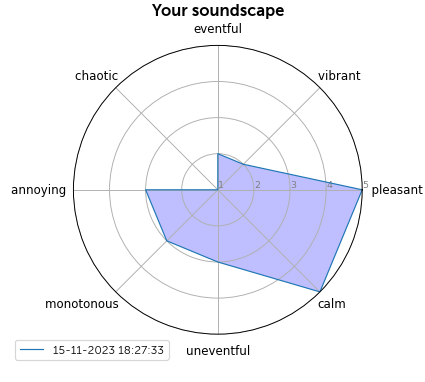 Your soundscape
eventful
chaotic
vibrant
annoying
1 2 3 4 5
pleasant
monotonous
calm
uneventful
15-11-2023 18:27:33